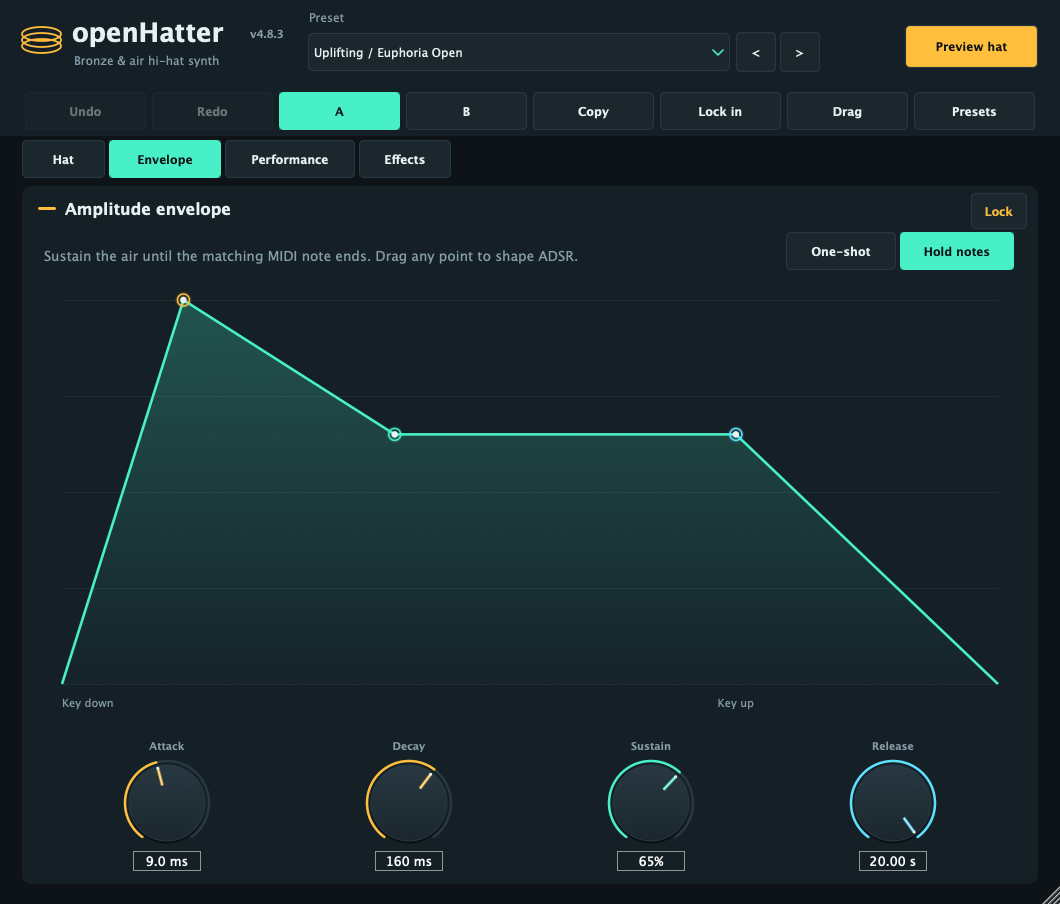 openHatter
v4.8.3
Bronze & air hi-hat synth
Preset
Uplifting / Euphoria Open
<
>
Preview hat
Undo
Redo
A
B
Copy
Lock in
Drag
Presets
Hat
Envelope
Performance
Effects
Amplitude envelope
Lock
Sustain the air until the matching MIDI note ends. Drag any point to shape ADSR.
One-shot
Hold notes
Key down
Key up
Attack
Decay
Sustain
Release
9.0 ms
160 ms
65%
20.00 s